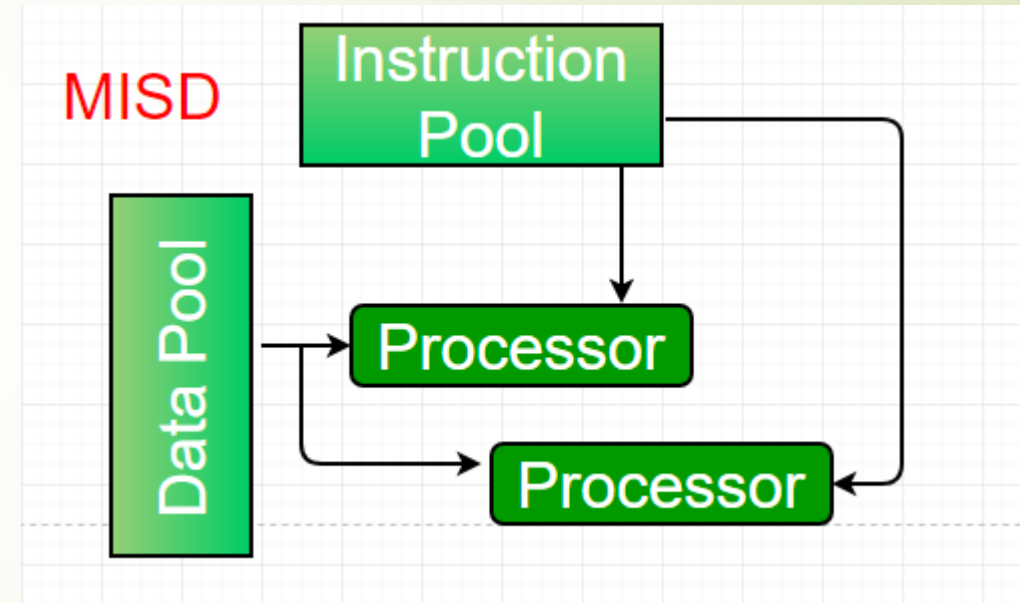 MISD
Instruction
Pool
Data Pool
Processor
Processor